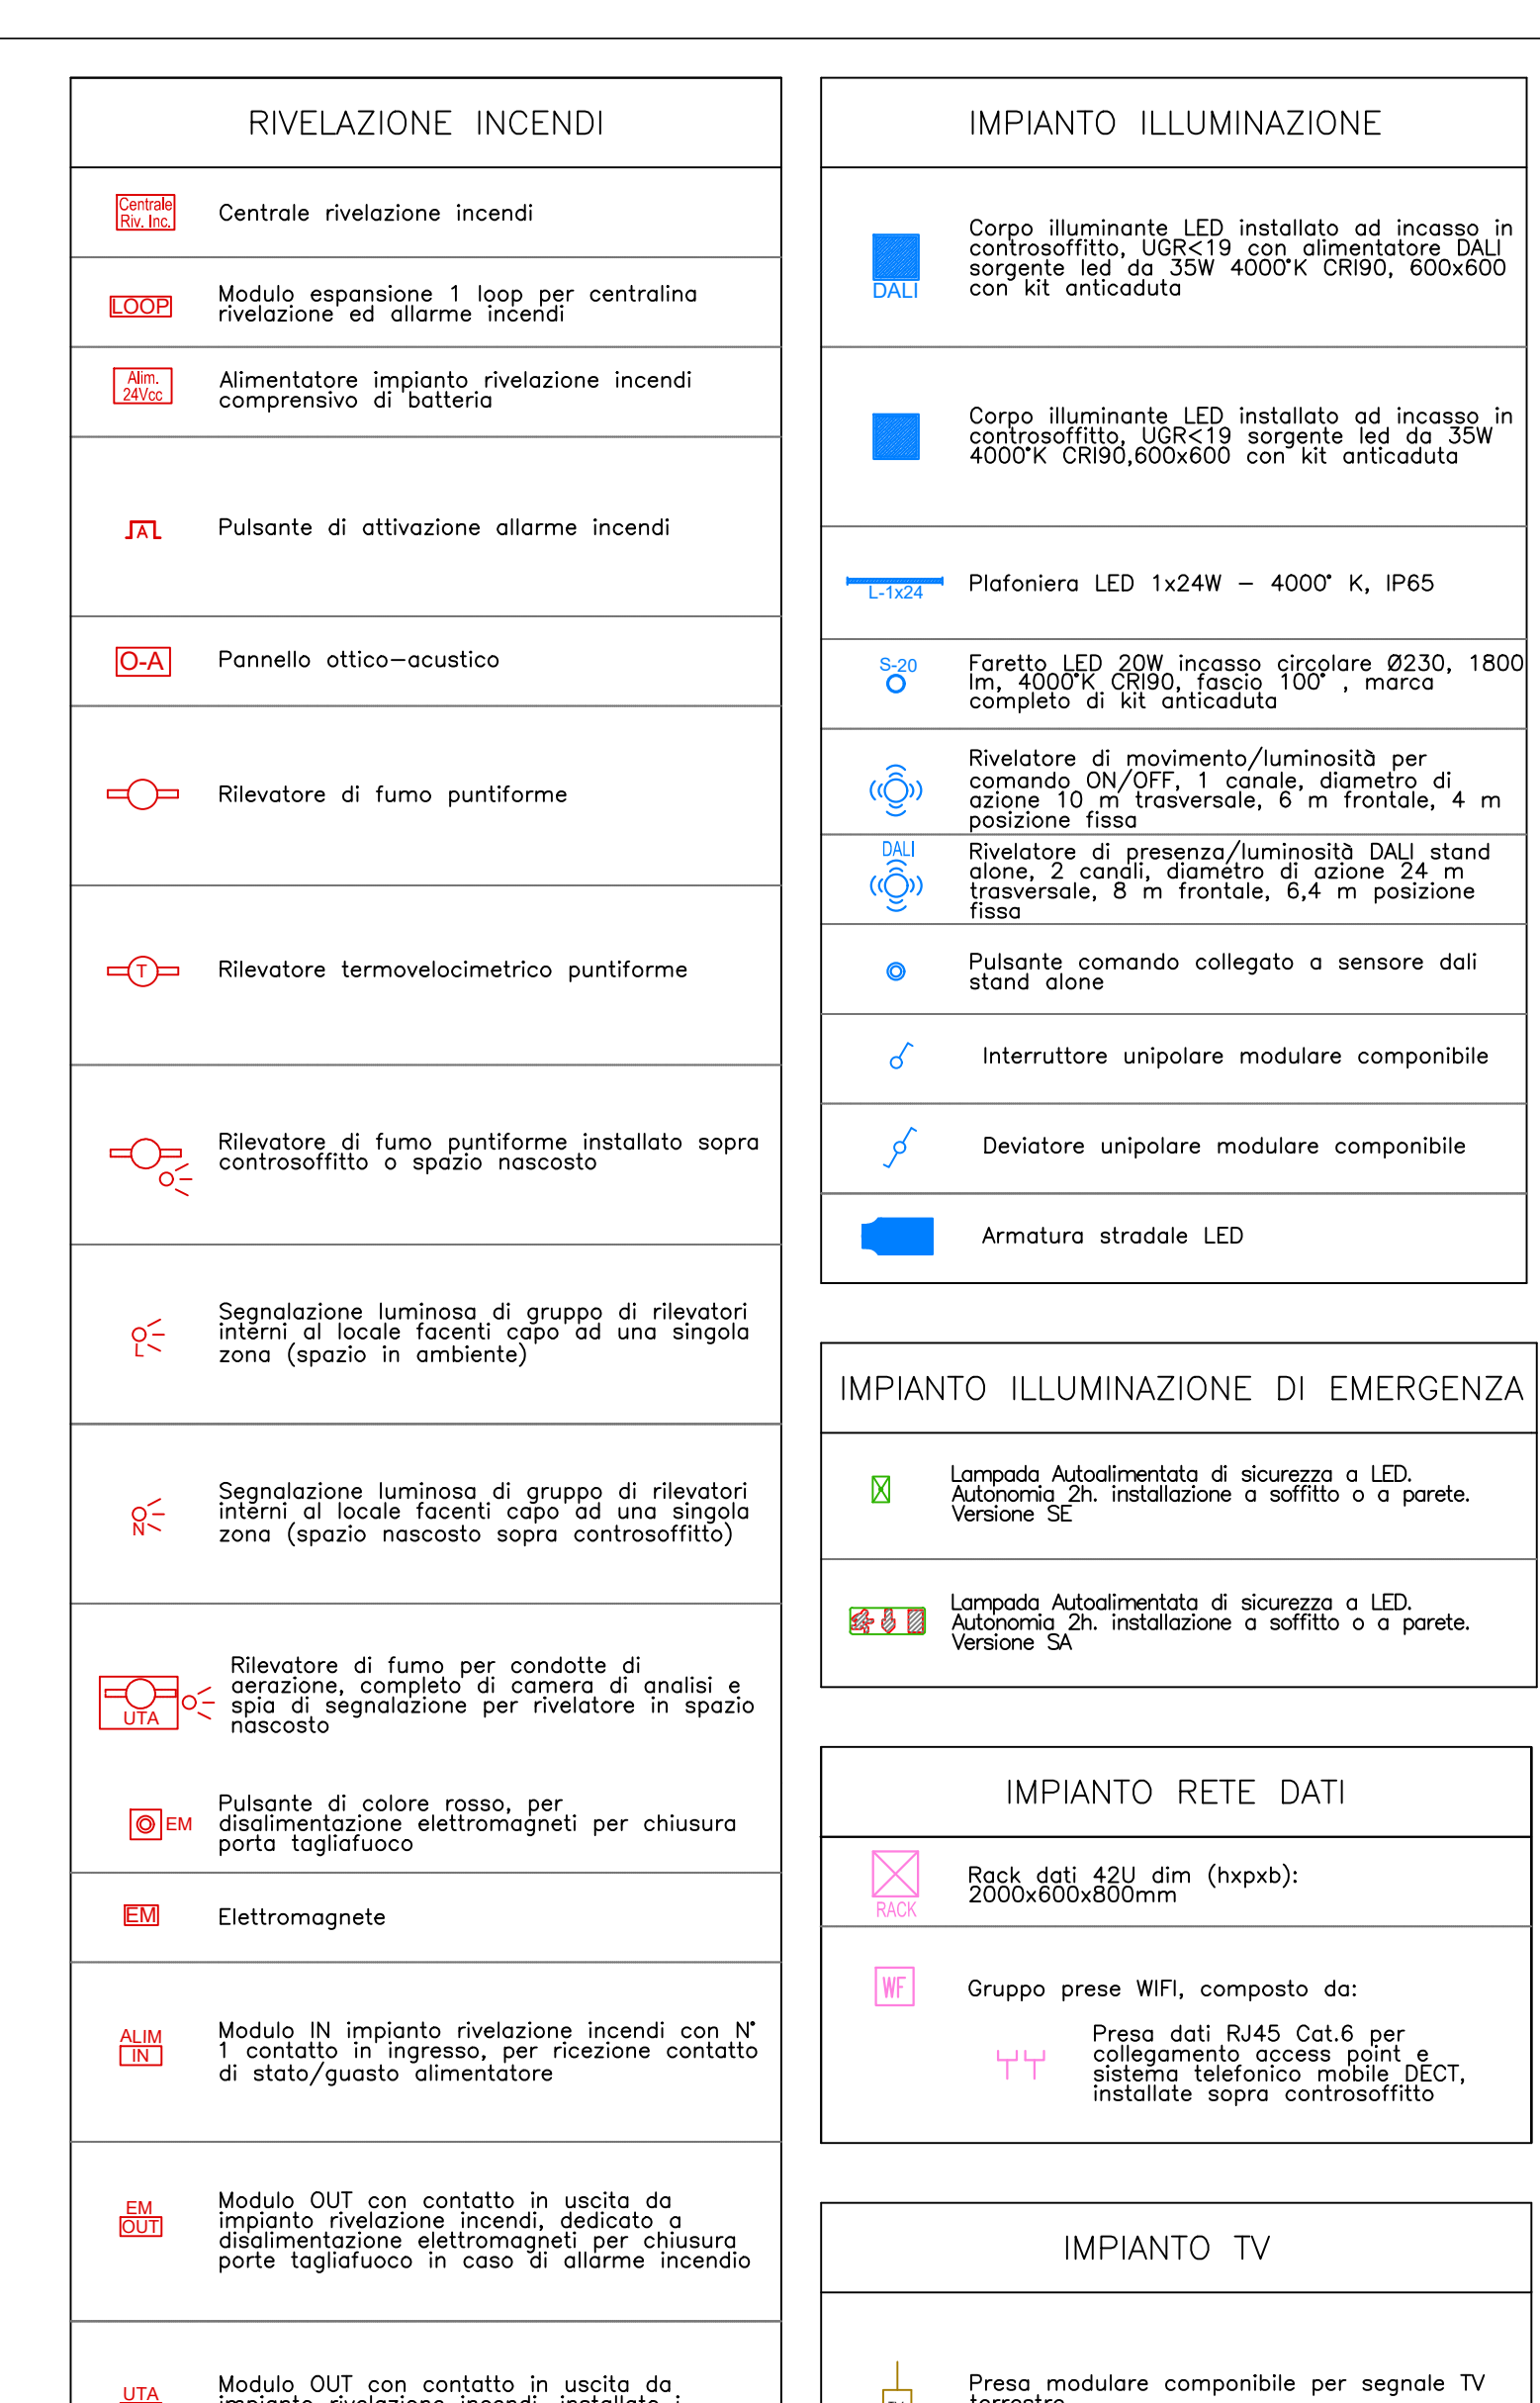 RIVELAZIONE INCENDI
Centrale
Riv. Inc.
Centrale rivelazione incendi
LOOP
Modulo espansione 1 loop per centralina
rivelazione ed allarme incendi
Alim.
24Vcc
Alimentatore impianto rivelazione incendi
comprensivo di batteria
A
Pulsante di attivazione allarme incendi
O-A
Pannello ottico-acustico
Rilevatore di fumo puntiforme
T
Rilevatore termovelocimetrico puntiforme
Rilevatore di fumo puntiforme installato sopra
controsoffitto o spazio nascosto
L
Segnalazione luminosa di gruppo di rilevatori
interni al locale facenti capo ad una singola
zona (spazio in ambiente)
N
Segnalazione luminosa di gruppo di rilevatori
interni al locale facenti capo ad una singola
zona (spazio nascosto sopra controsoffitto)
UTA
Rilevatore di fumo per condotte di
aerazione, completo di camera di analisi e
spia di segnalazione per rivelatore in spazio
nascosto
EM
Pulsante di colore rosso, per
disalimentazione elettromagneti per chiusura
porta tagliafuoco
EM
Elettromagnete
ALIM
IN
Modulo IN impianto rivelazione incendi con N°
1 contatto in ingresso, per ricezione contatto
di stato/guasto alimentatore
EM
OUT
Modulo OUT con contatto in uscita da
impianto rivelazione incendi, dedicato a
disalimentazione elettromagneti per chiusura
porte tagliafuoco in caso di allarme incendio
UTA
Modulo OUT con contatto in uscita da
impianto rivelazione incendi, installato i
IMPIANTO ILLUMINAZIONE
DALI
Corpo illuminante LED installato ad incasso in
controsoffitto, UGR<19 con alimentatore DALI
sorgente led da 35W 4000°K CRI90, 600x600
con kit anticaduta
Corpo illuminante LED installato ad incasso in
controsoffitto, UGR<19 sorgente led da 35W
4000°K CRI90,600x600 con kit anticaduta
L-1x24
Plafoniera LED 1x24W - 4000° K, IP65
S-20
Faretto LED 20W incasso circolare Ø230, 1800
lm, 4000°K CRI90, fascio 100° , marca
completo di kit anticaduta
Rivelatore di movimento/luminosità per
comando ON/OFF, 1 canale, diametro di
azione 10 m trasversale, 6 m frontale, 4 m
posizione fissa
DALI
Rivelatore di presenza/luminosità DALI stand
alone, 2 canali, diametro di azione 24 m
trasversale, 8 m frontale, 6,4 m posizione
fissa
Pulsante comando collegato a sensore dali
stand alone
Interruttore unipolare modulare componibile
Deviatore unipolare modulare componibile
Armatura stradale LED
IMPIANTO ILLUMINAZIONE DI EMERGENZA
Lampada Autoalimentata di sicurezza a LED.
Autonomia 2h. installazione a soffitto o a parete.
Versione SE
Lampada Autoalimentata di sicurezza a LED.
Autonomia 2h. installazione a soffitto o a parete.
Versione SA
IMPIANTO RETE DATI
RACK
Rack dati 42U dim (hxpxb):
2000x600x800mm
WF
Gruppo prese WIFI, composto da:
Presa dati RJ45 Cat.6 per
collegamento access point e
sistema telefonico mobile DECT,
installate sopra controsoffitto
IMPIANTO TV
Presa modulare componibile per segnale TV
terrestre